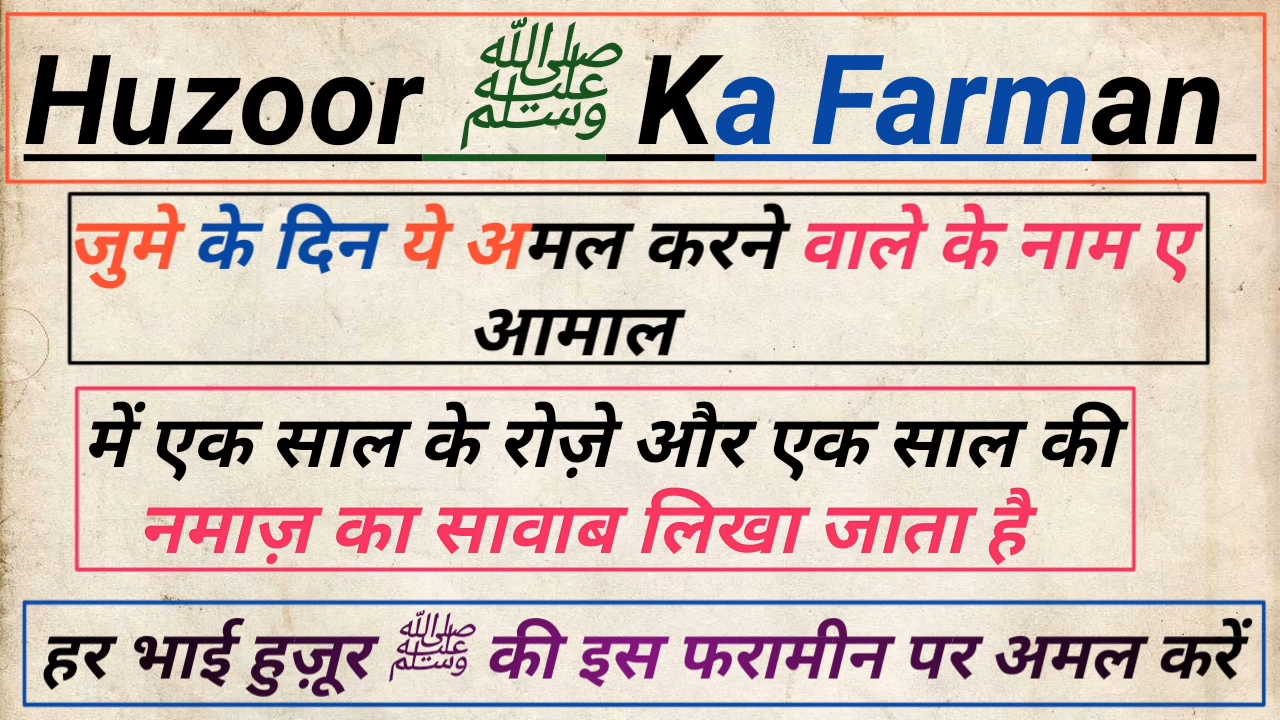 Huzoor ﷺ Ka Farman
जुमे के दिन ये अमल करने वाले के नाम ए
आमाल
में एक साल के रोज़े और एक साल की
नमाज़ का सावाब लिखा जाता है
हर भाई हुज़ूर ﷺ की इस फरामीन पर अमल करें